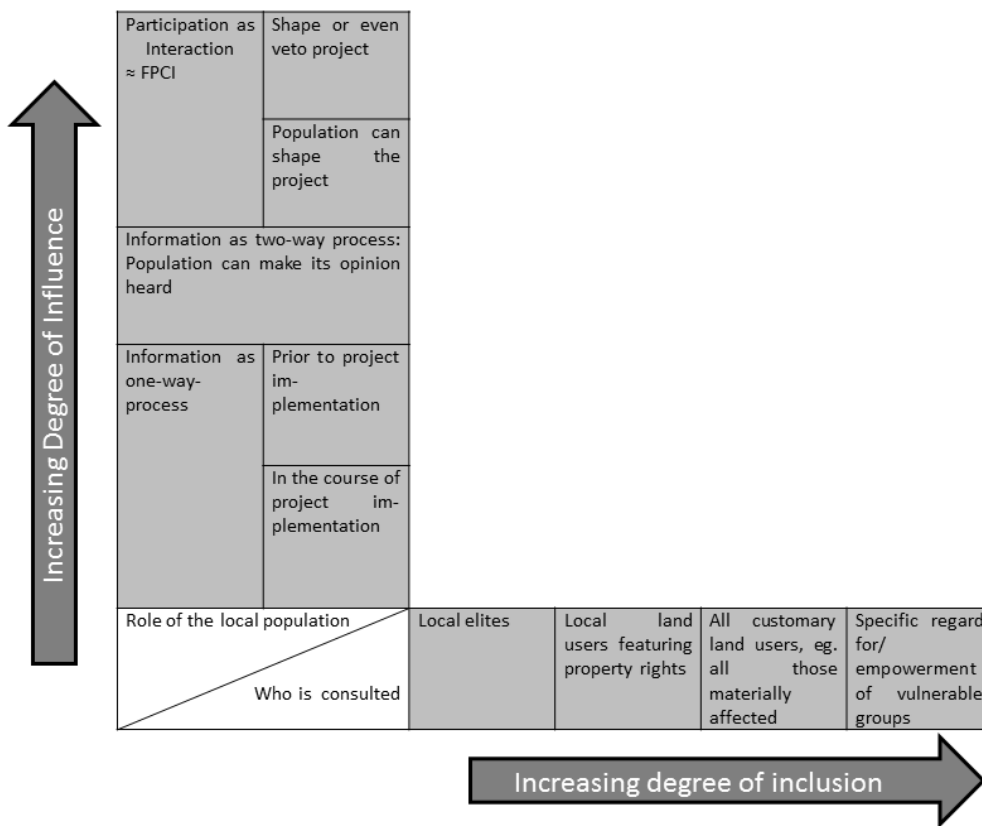 Participation as
Interaction
≈ FPCI
Shape or even
veto project
Population can
shape the
project
Information as two-way process:
Population can make its opinion
heard
Information as
one-way-
process
Prior to project
im-
plementation
In the course of
project im-
plementation
Increasing Degree of Influence
Role of the local population
Who is consulted
Local elites
Local land
users featuring
property rights
All customary
land users, eg.
all those
materially
affected
Specific regard
for/
empowerment
of vulnerable
groups
Increasing degree of inclusion